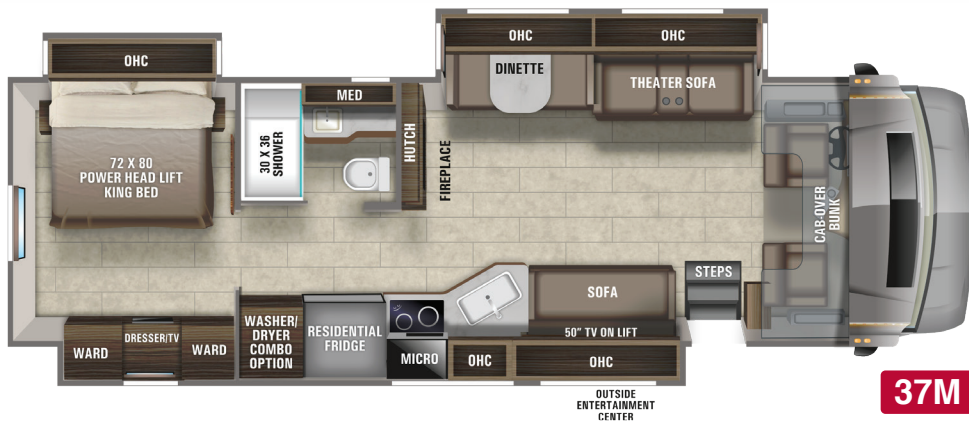 OHC
OHC
OHC
DINETTE
THEATER SOFA
MED
30 X 36
SHOWER
HUTCH
FIREPLACE
72 X 80
POWER HEAD LIFT
KING BED
CAB-OVER
BUNK
STEPS
SOFA
50" TV ON LIFT
WARD
DRESSER/TV
WARD
WASHER/
DRYER
COMBO
OPTION
RESIDENTIAL
FRIDGE
MICRO
OHC
OHC
OUTSIDE
ENTERTAINMENT
CENTER
37M